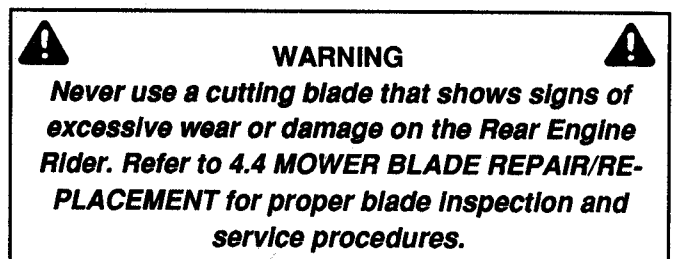 WARNING
Never use a cutting blade that shows signs of
excessive wear or damage on the Rear Engine
Rider. Refer to 4.4 MOWER BLADE REPAIR/RE-
PLACEMENT for proper blade inspection and
service procedures.